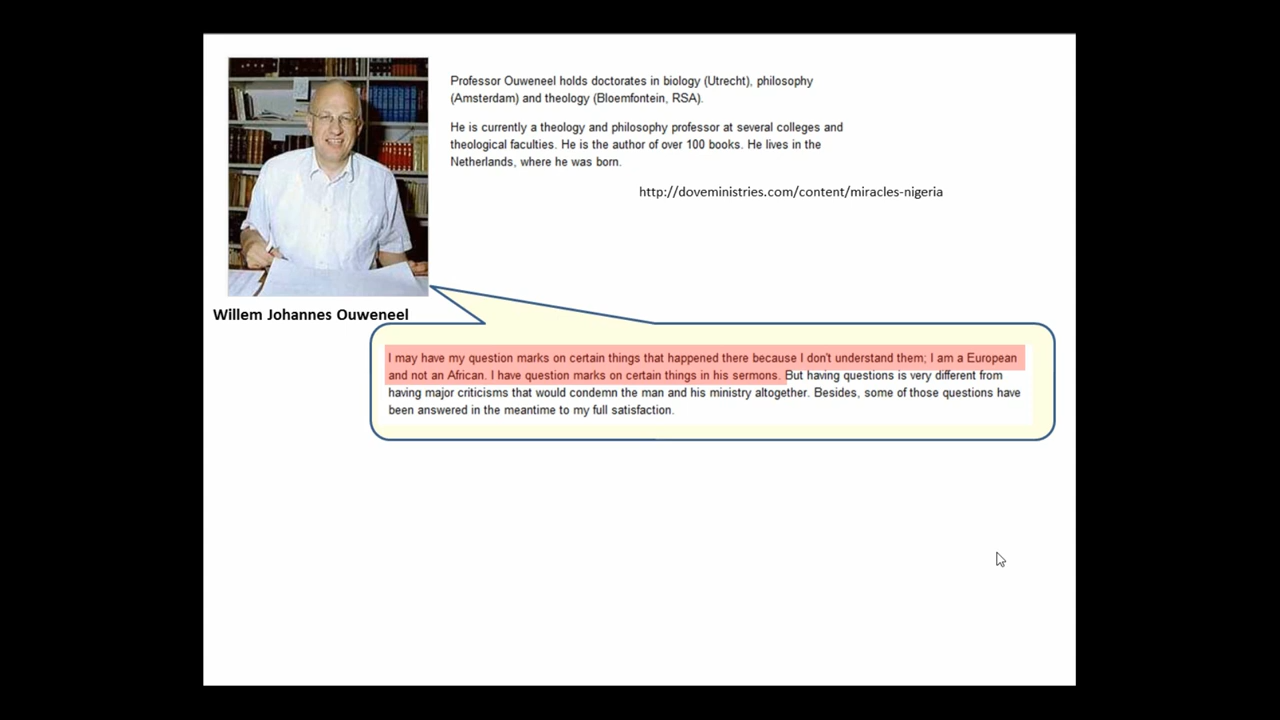 Professor Ouweneel holds doctorates in biology (Utrecht), philosophy
(Amsterdam) and theology (Bloemfontein, RSA).
He is currently a theology and philosophy professor at several colleges and
theological faculties. He is the author of over 100 books. He lives in the
Netherlands, where he was born.
http://doveministries.com/content/miracles-nigeria
Willem Johannes Ouweneel
I may have my question marks on certain things that happened there because I don't understand them; I am a European
and not an African. I have question marks on certain things in his sermons. But having questions is very different from
having major criticisms that would condemn the man and his ministry altogether. Besides, some of those questions have
been answered in the meantime to my full satisfaction.